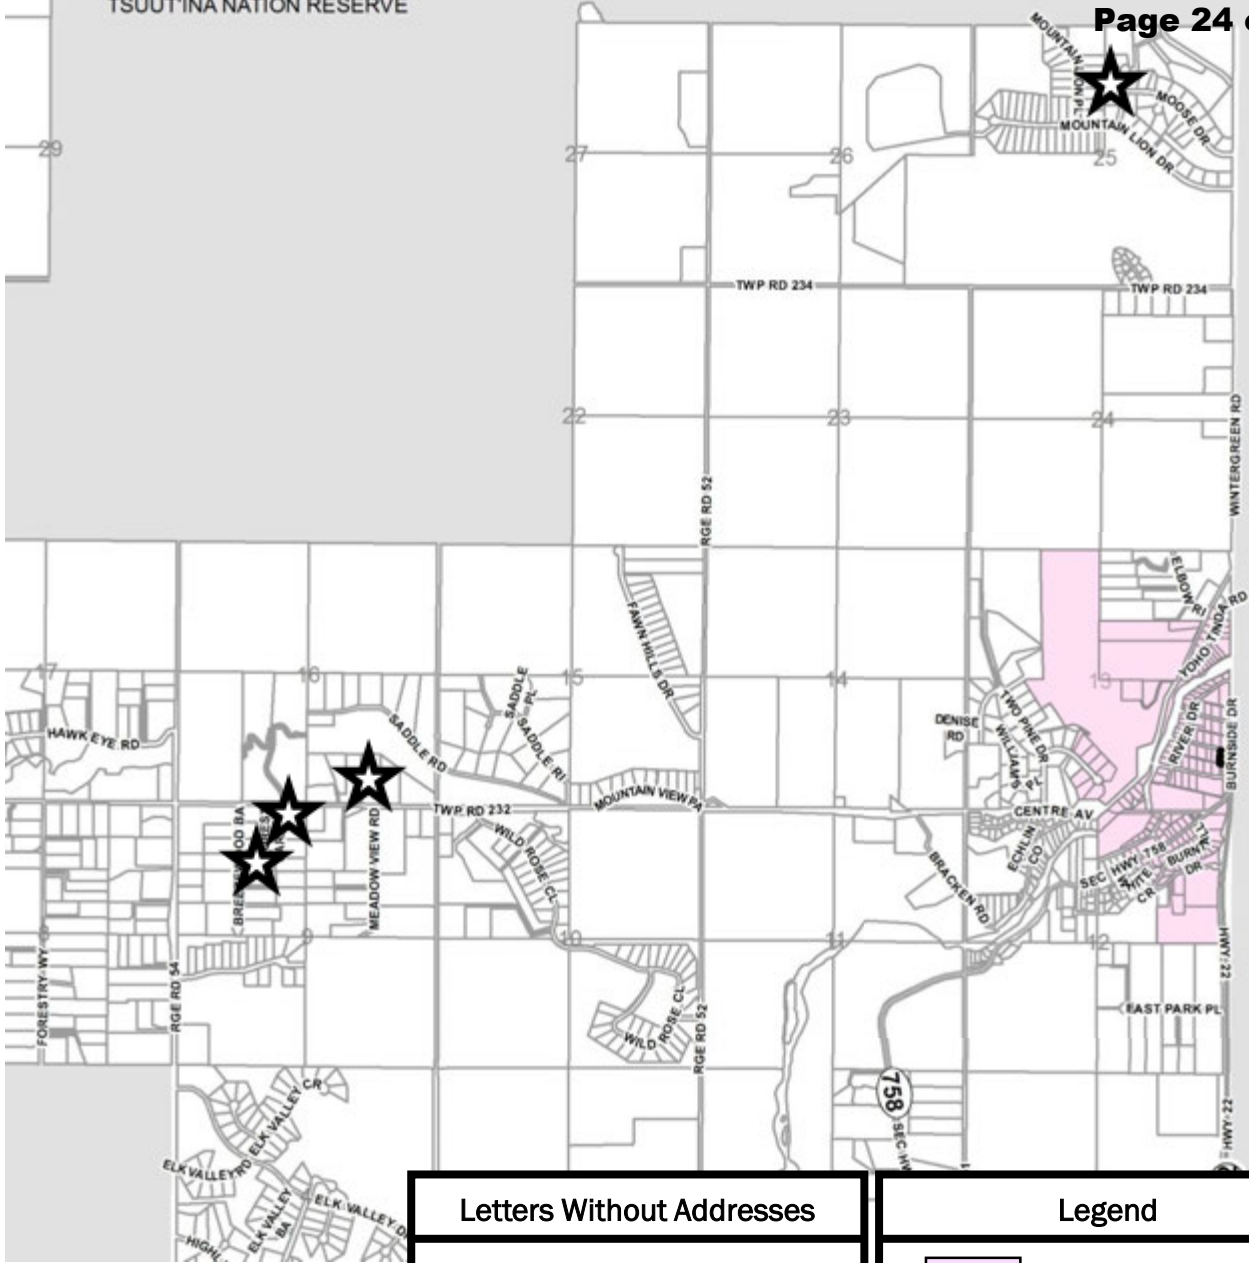 TSUUT'INA NATION RESERVE
Page 24
MOUNTAIN LION PL
MOOSE DR
MOUNTAIN LION DR
29
27
26
25
TWP RD 234
TWP RD 234
22
23
24
RGE RD 52
WINTERGREEN RD
ELBOW RI
YOHO TINDA RD
FAWN HILLS DR
17
16
15
14
13
SADDLE PL
SADDLE RD
SADDLE RI
HAWK EYE RD
DENISE RD
TWO PINE DR
WILLIAMS PL
RIVER DR
BURNSIDE DR
MOUNTAIN VIEW PA
TWP RD 232
CENTRE AV
MEADOW VIEW RD
WILD ROSE CL
BRACKEN RD
ECHLIN CO
SEC HWY 758
WHITE CR
DR
9
10
11
12
FORESTRY WY
RGE RD 54
HWY 22
RGE RD 52
WILD ROSE CL
EAST PARK PL
758
ELK VALLEY CR
SEC HW
HWY 22
ELK VALLEY RD
ELK VALLEY BA
ELK VALLEY D
HIGHL
Letters Without Addresses
Legend